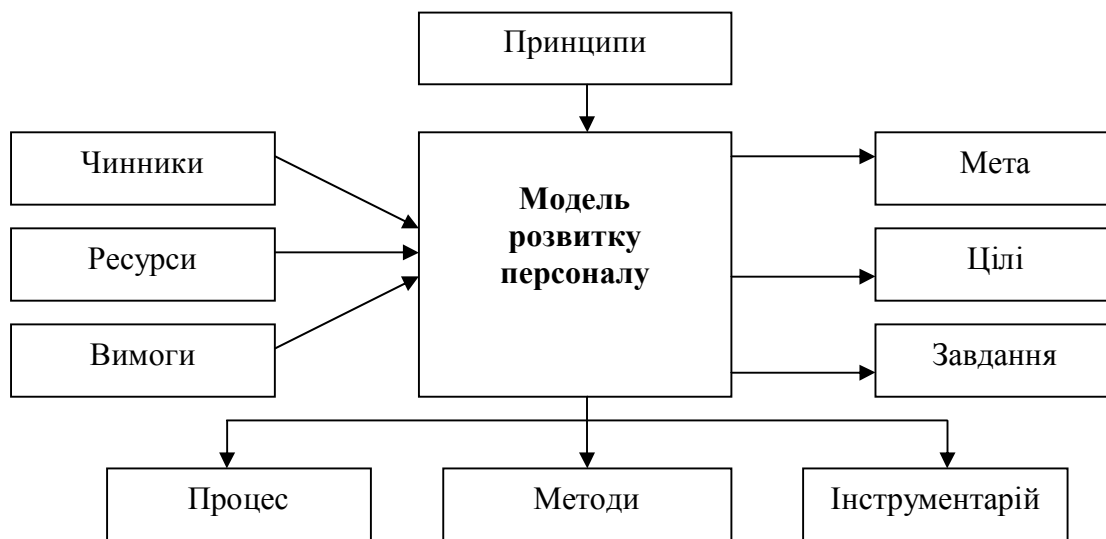 Принципи
Чинники
Ресурси
Вимоги
Модель
розвитку
персоналу
Мета
Цілі
Завдання
Процес
Методи
Інструментарій